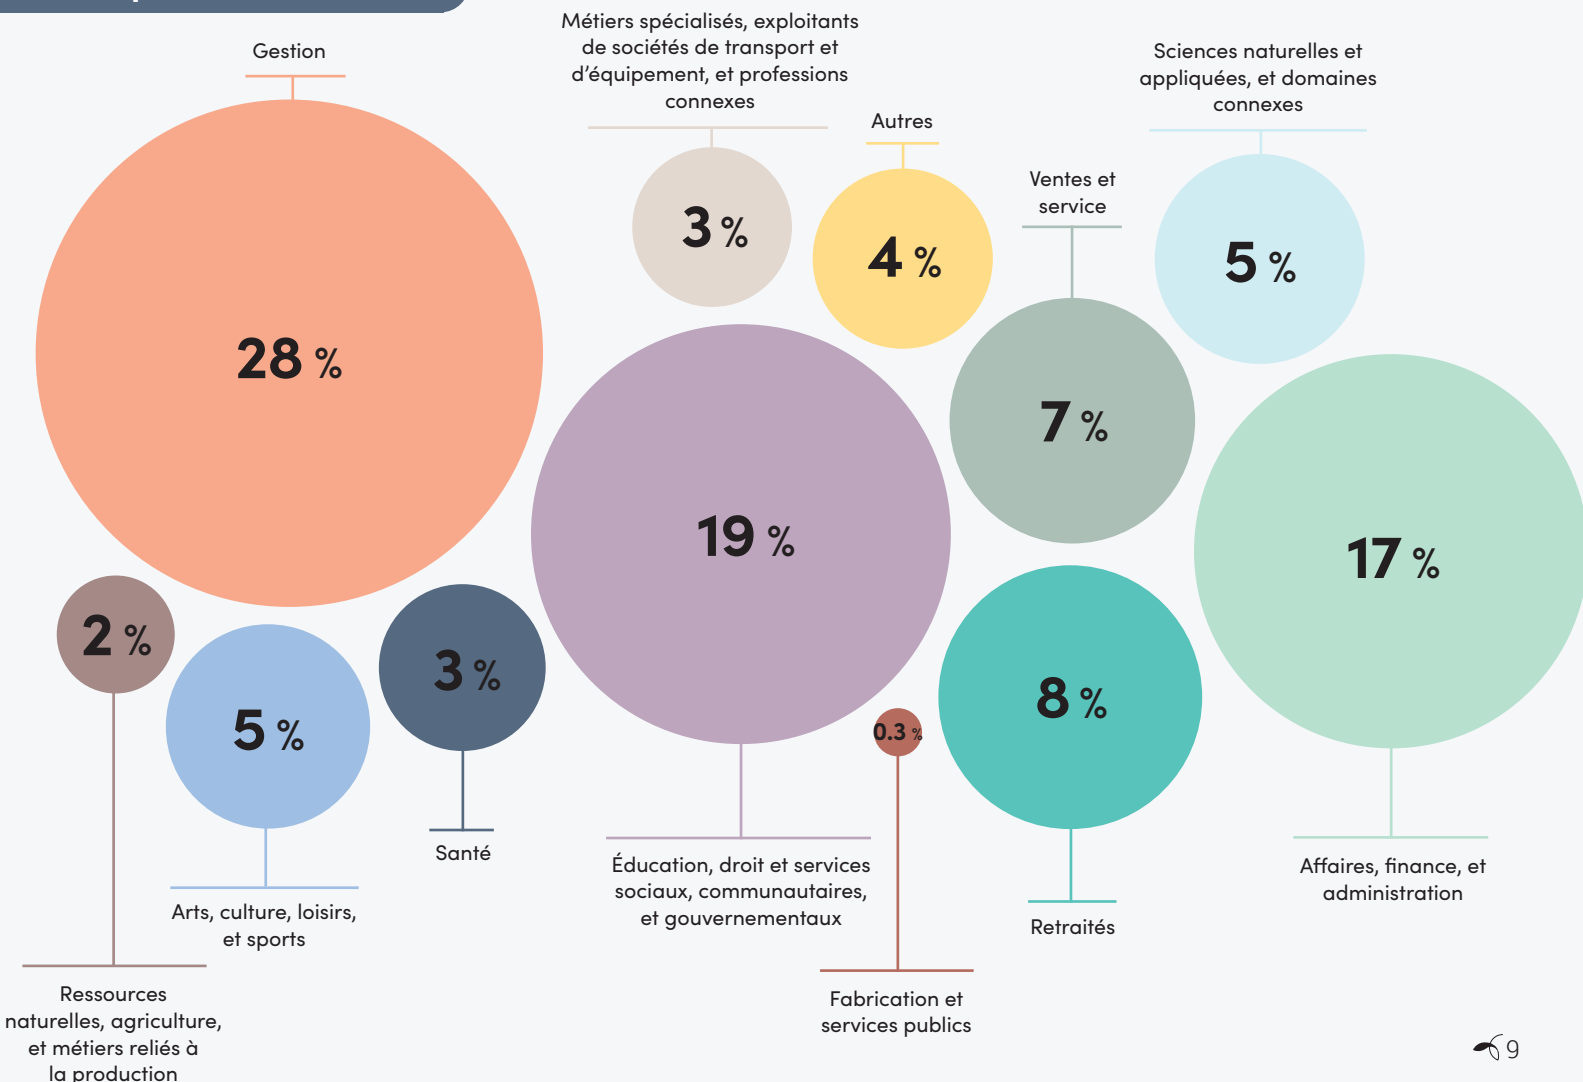 Gestion
28 %
Métiers spécialisés, exploitants
de sociétés de transport et
d'équipement, et professions
connexes
3 %
Autres
4 %
Ventes et
service
7 %
Sciences naturelles et
appliquées, et domaines
connexes
5 %
19 %
Éducation, droit et services
sociaux, communautaires,
et gouvernementaux
17 %
Affaires, finance, et
administration
2 %
Ressources
naturelles, agriculture,
et métiers reliés à
la production
5 %
Arts, culture, loisirs,
et sports
3 %
Santé
0.3 %
Fabrication et
services publics
8 %
Retraités
9